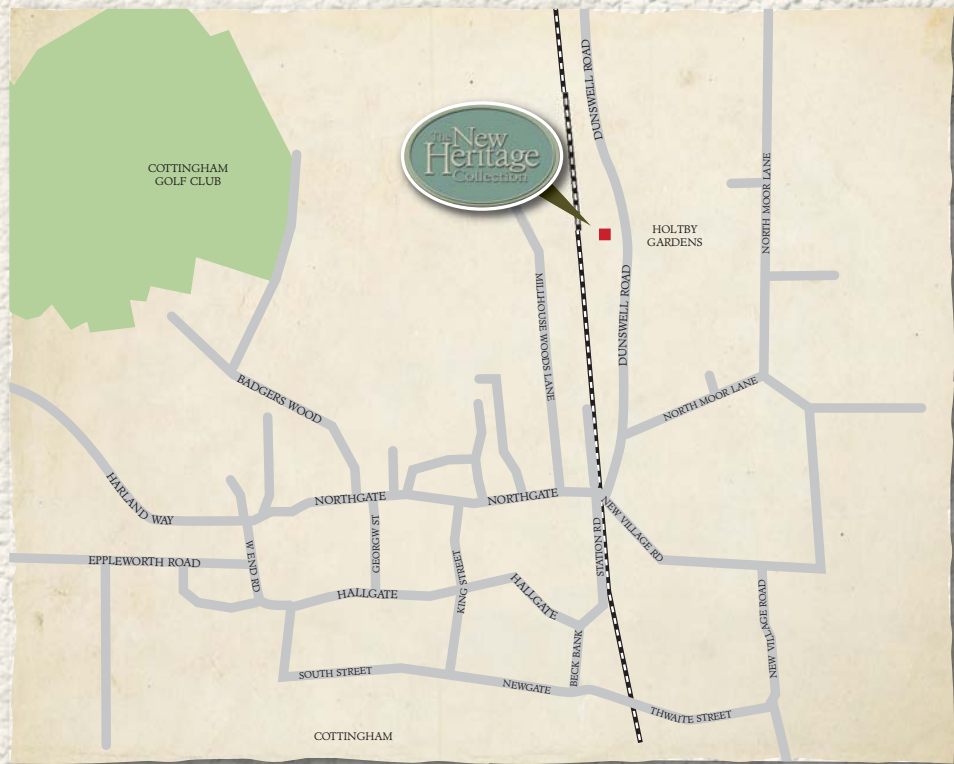 DUNSWELL ROAD
The New
Heritage
Collection
COTTINGHAM
GOLF CLUB
NORTH MOOR LANE
HOLTBY
GARDENS
MILLHOUSE WOODS LANE
DUNSWELL ROAD
BADGERS WOOD
NORTH MOOR LANE
HARLAND WAY
NORTHGATE
NORTHGATE
NEW VILLAGE RD
GEORGW ST
STATION RD
W END RD
EPPLEWORTH ROAD
KING STREET
HALLGATE
HALLGATE
NEW VILLAGE ROAD
BECK BANK
SOUTH STREET
NEWGATE
THWAITE STREET
COTTINGHAM